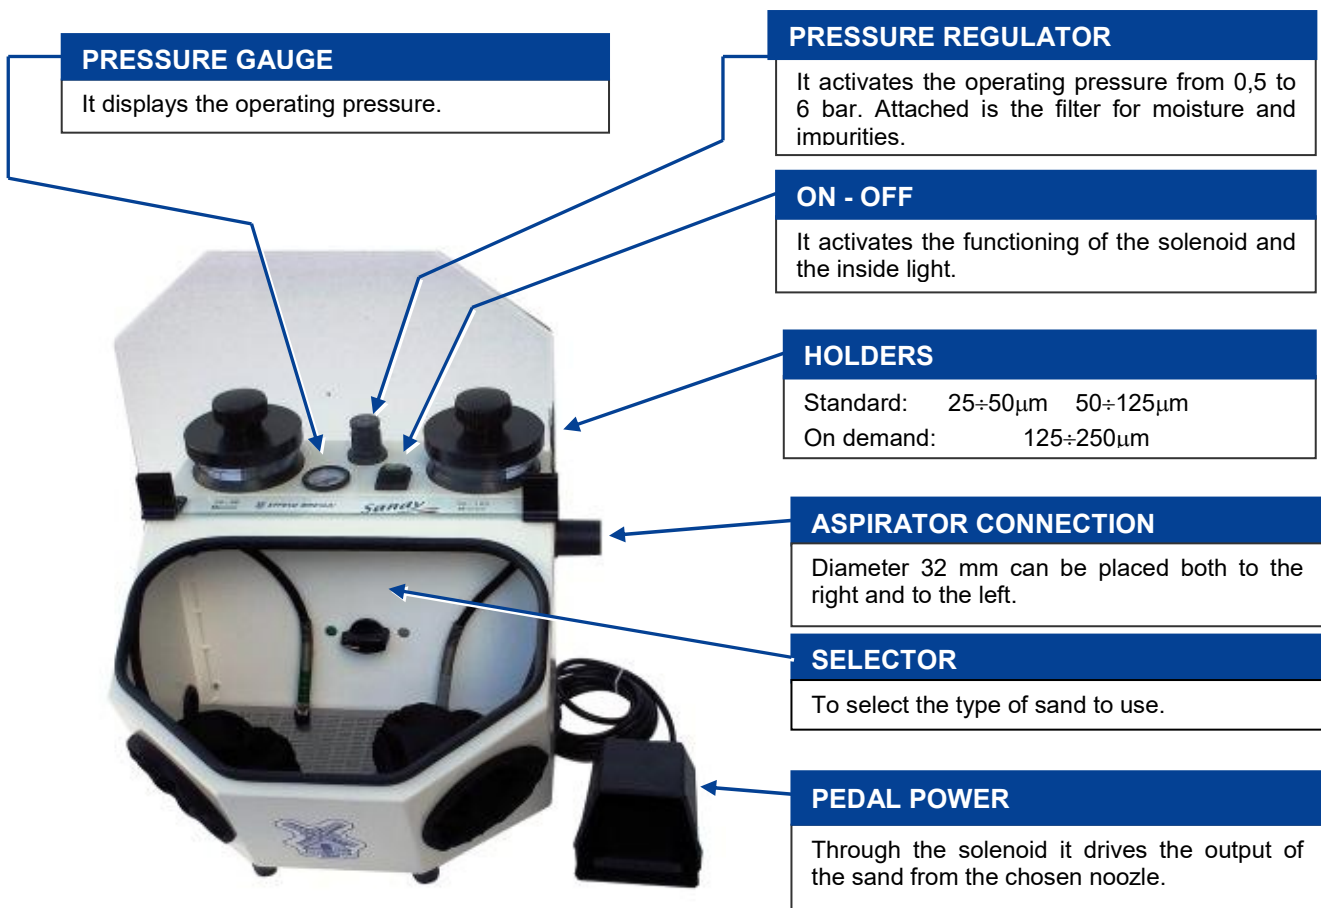 PRESSURE GAUGE
It displays the operating pressure.
PRESSURE REGULATOR
It activates the operating pressure from 0,5 to
6 bar. Attached is the filter for moisture and
impurities.
ON - OFF
It activates the functioning of the solenoid and
the inside light.
HOLDERS
Standard: 25÷50µm 50÷125µm
On demand: 125÷250µm
Sandy
ASPIRATOR CONNECTION
Diameter 32 mm can be placed both to the
right and to the left.
SELECTOR
To select the type of sand to use.
PEDAL POWER
Through the solenoid it drives the output of
the sand from the chosen noozle.